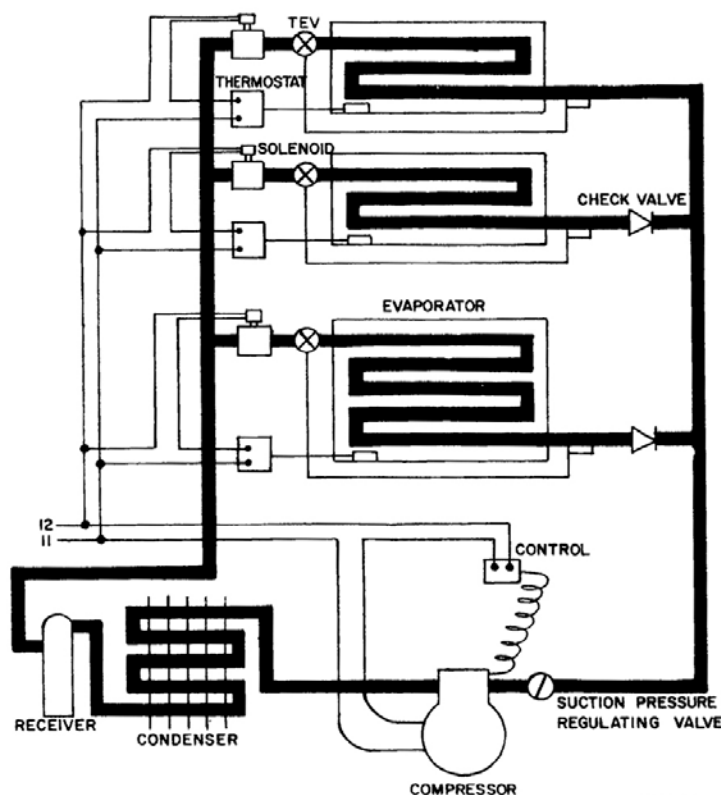 TEV
THERMOSTAT
SOLENOID
CHECK VALVE
EVAPORATOR
12
11
CONTROL
SUCTION PRESSURE
REGULATING VALVE
RECEIVER
CONDENSER
COMPRESSOR